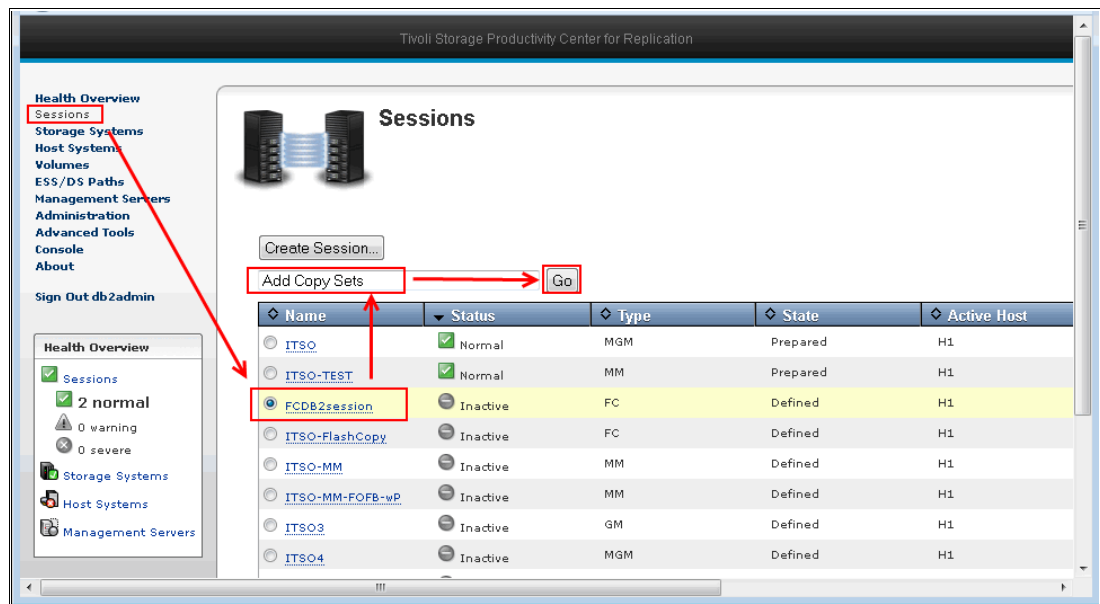 Tivoli Storage Productivity Center for Replication
Health Overview
Sessions
Storage Systems
Host Systems
Volumes
ESS/DS Paths
Management Servers
Administration
Advanced Tools
Console
About
Sign Out db2admin
Health Overview
Sessions
2 normal
0 warning
0 severe
Storage Systems
Host Systems
Management Servers
Sessions
Create Session...
Add Copy Sets Go
Name Status Type State Active Host
ITSO Normal MGM Prepared H1
ITSO-TEST Normal MM Prepared H1
FCDB2session Inactive FC Defined H1
ITSO-FlashCopy Inactive FC Defined H1
ITSO-MM Inactive MM Defined H1
ITSO-MM-FOFB-wP Inactive MM Defined H1
ITSO3 Inactive GM Defined H1
ITSO4 Inactive MGM Defined H1